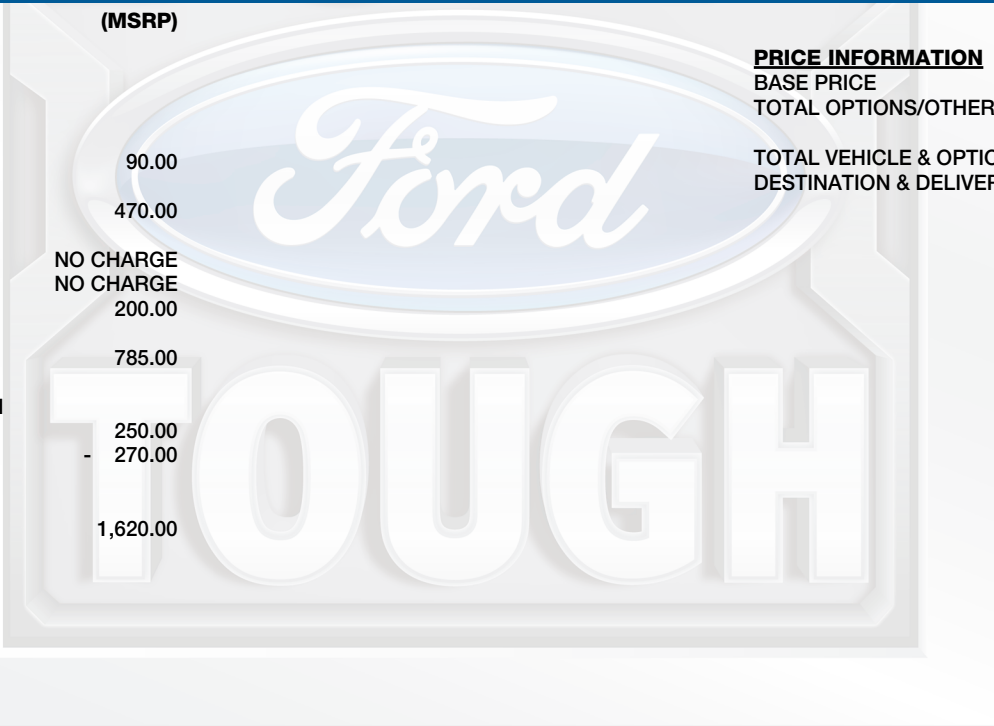 (MSRP)
90.00
470.00
NO CHARGE
NO CHARGE
200.00
785.00
250.00
- 270.00
1,620.00
PRICE INFORMATION
BASE PRICE
TOTAL OPTIONS/OTHER
TOTAL VEHICLE & OPTIO
DESTINATION & DELIVER
Ford
TOUGH